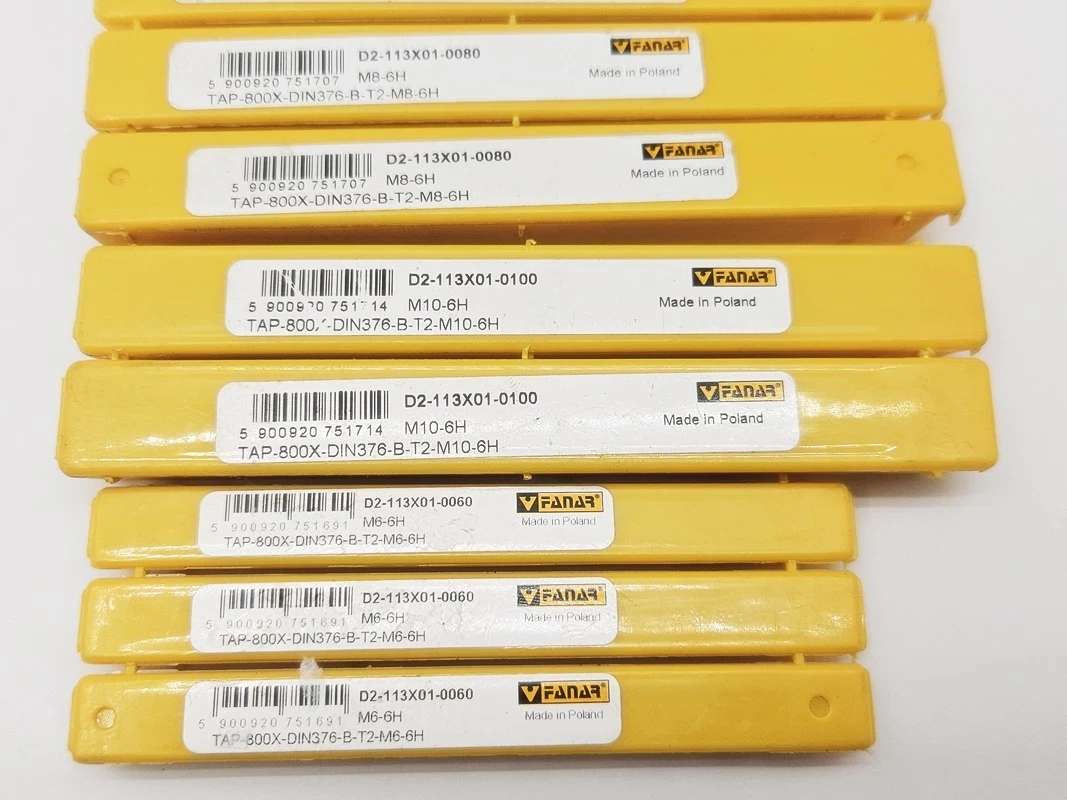 D2-113X01-0080
FANAR®
5 900920 751707
M8-6H
Made in Poland
TAP-800X-DIN376-B-T2-M8-6H
D2-113X01-0080
FANAR®
5 900920 751707
M8-6H
Made in Poland
TAP-800X-DIN376-B-T2-M8-6H
D2-113X01-0100
FANAR®
5 900920 751714
M10-6H
Made in Poland
TAP-800X-DIN376-B-T2-M10-6H
D2-113X01-0100
FANAR®
5 900920 751714
M10-6H
Made in Poland
TAP-800X-DIN376-B-T2-M10-6H
D2-113X01-0060
FANAR®
5 900920 751691
M6-6H
Made in Poland
TAP-800X-DIN376-B-T2-M6-6H
D2-113X01-0060
FANAR®
5 900920 751691
M6-6H
Made in Poland
TAP-800X-DIN376-B-T2-M6-6H
D2-113X01-0060
FANAR®
5 900920 751691
M6-6H
Made in Poland
TAP-800X-DIN376-B-T2-M6-6H